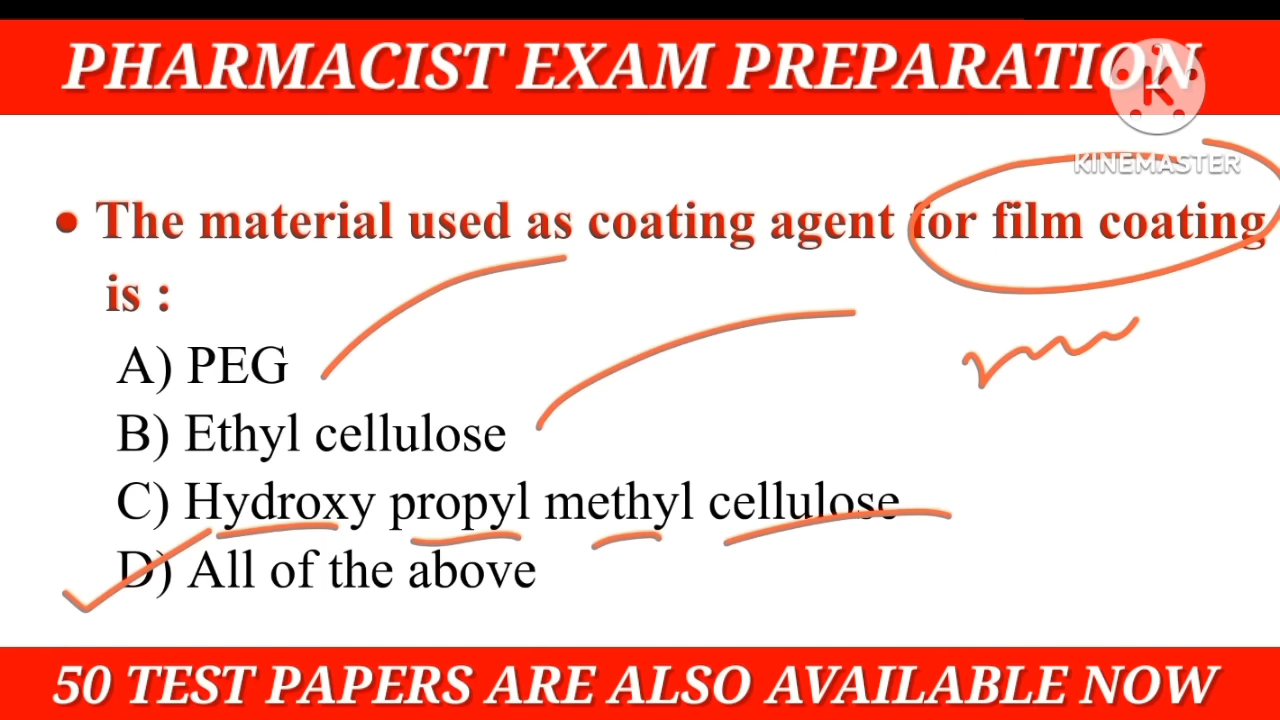 PHARMACIST EXAM PREPARATION
K
KINEMASTER
• The material used as coating agent for film coating
is :
A) PEG
B) Ethyl cellulose
C) Hydroxy propyl methyl cellulose
D) All of the above
50 TEST PAPERS ARE ALSO AVAILABLE NOW